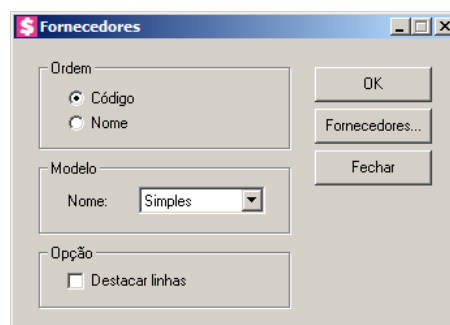 Fornecedores
Ordem
Código
Nome
Modelo
Nome: Simples
Opção
Destacar linhas
OK
Fornecedores...
Fechar